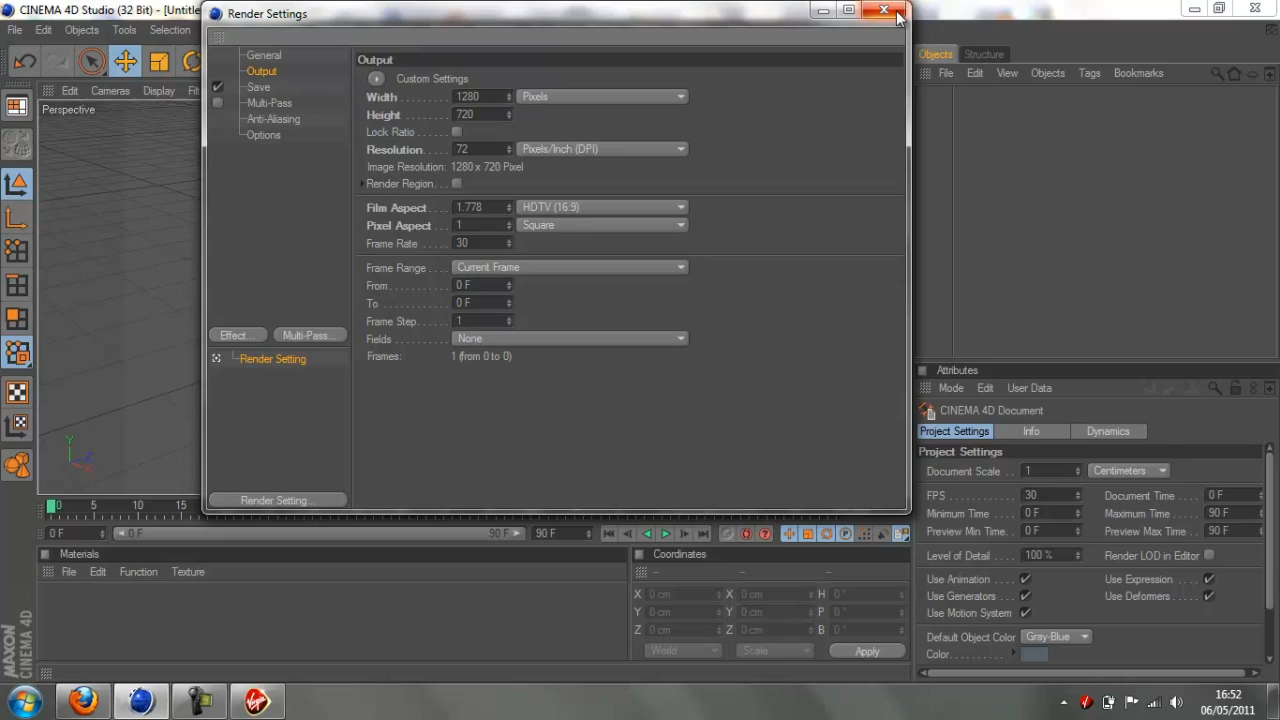 CINEMA 4D Studio (32 Bit) - [Untitle
File Edit Objects Tools Selection
Render Settings
Edit Cameras Display
Perspective
General
Output
Save
Multi-Pass
Anti-Aliasing
Options
Effect... Multi-Pass...
Render Setting
Render Setting...
Output
Custom Settings
Width 1280 Pixels
Height 720
Lock Ratio
Resolution 72 Pixels/Inch (DPI)
Image Resolution: 1280 x 720 Pixel
Render Region
Film Aspect 1.778 HDTV (16:9)
Pixel Aspect 1 Square
Frame Rate 30
Frame Range Current Frame
From 0 F
To 0 F
Frame Step 1
Fields None
Frames: 1 (from 0 to 0)
Objects Structure
File Edit View Objects Tags Bookmarks
Attributes
Mode Edit User Data
CINEMA 4D Document
Project Settings Info Dynamics
Project Settings
Document Scale 1 Centimeters
FPS 30 Document Time 0 F
Minimum Time 0 F Maximum Time 90 F
Preview Min Time 0 F Preview Max Time 90 F
Level of Detail 100 % Render LOD in Editor
Use Animation Use Expression
Use Generators Use Deformers
Use Motion System
Default Object Color Gray-Blue
Color
Y Z X
0 5 10 15
0 F 0 F 90 F 90 F
Materials
File Edit Function Texture
Coordinates
-- -- --
X 0 cm X 0 cm H 0 °
Y 0 cm Y 0 cm P 0 °
Z 0 cm Z 0 cm B 0 °
World Scale Apply
MAXON
CINEMA 4D
Virgin
16:52
06/05/2011